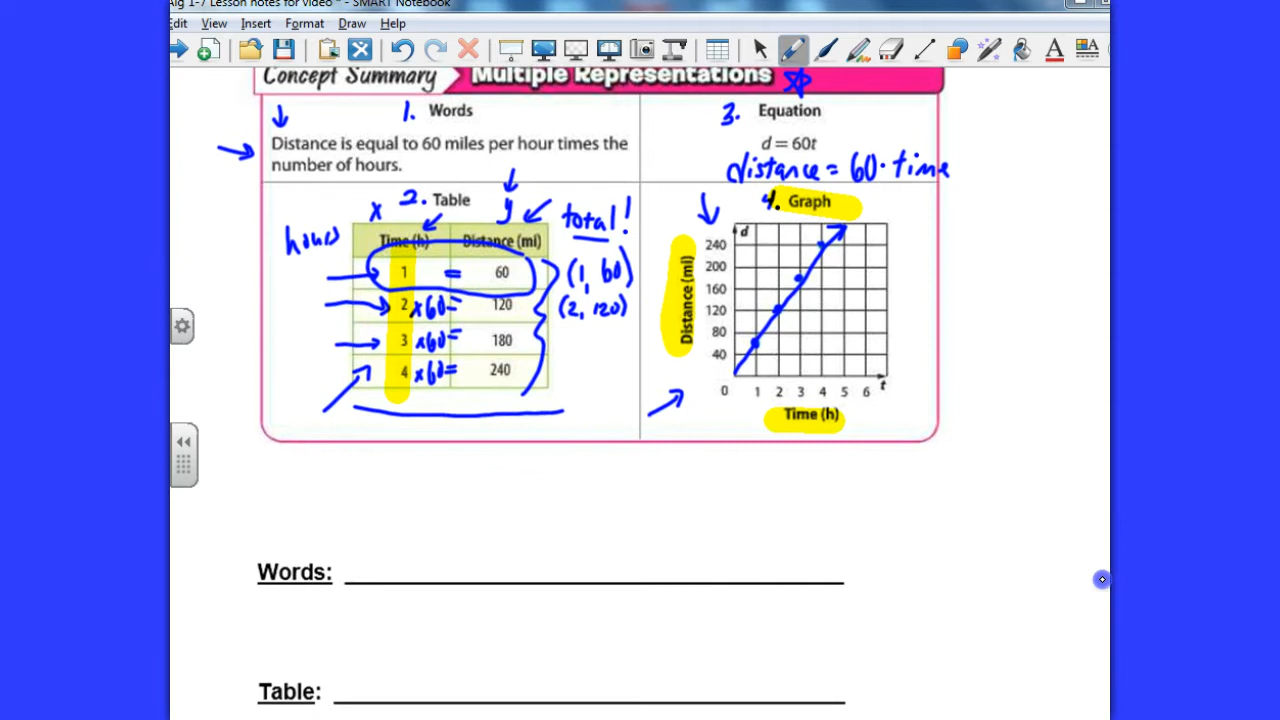 Alg 1-7 Lesson notes for video * - SMART Notebook
Edit View Insert Format Draw Help
Concept Summary Multiple Representations
1. Words
Distance is equal to 60 miles per hour times the
number of hours.
3. Equation
d = 60t
distance = 60 · time
2. Table
x y total!
hours
Time (h) Distance (mi)
1 = 60 (1, 60)
2 x60= 120 (2, 120)
3 x60= 180
4 x60= 240
4. Graph
d
Distance (mi)
240
200
160
120
80
40
0 1 2 3 4 5 6 t
Time (h)
Words:
Table: